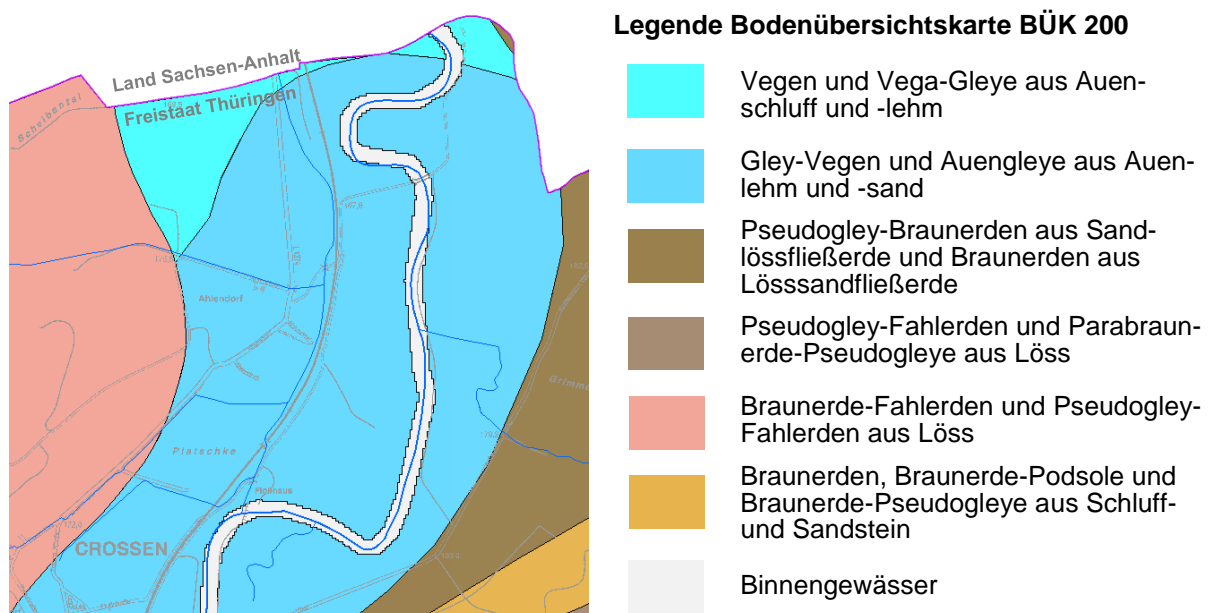 Land Sachsen-Anhalt
Freistaat Thüringen
Scheibental
Ahlendorf
Platschke
Floßhaus
CROSSEN
Grimme
Legende Bodenübersichtskarte BÜK 200
Vegen und Vega-Gleye aus Auen-
schluff und -lehm
Gley-Vegen und Auengleye aus Auen-
lehm und -sand
Pseudogley-Braunerden aus Sand-
lössfließerde und Braunerden aus
Lösssandfließerde
Pseudogley-Fahlerden und Parabraun-
erde-Pseudogleye aus Löss
Braunerde-Fahlerden und Pseudogley-
Fahlerden aus Löss
Braunerden, Braunerde-Podsole und
Braunerde-Pseudogleye aus Schluff-
und Sandstein
Binnengewässer